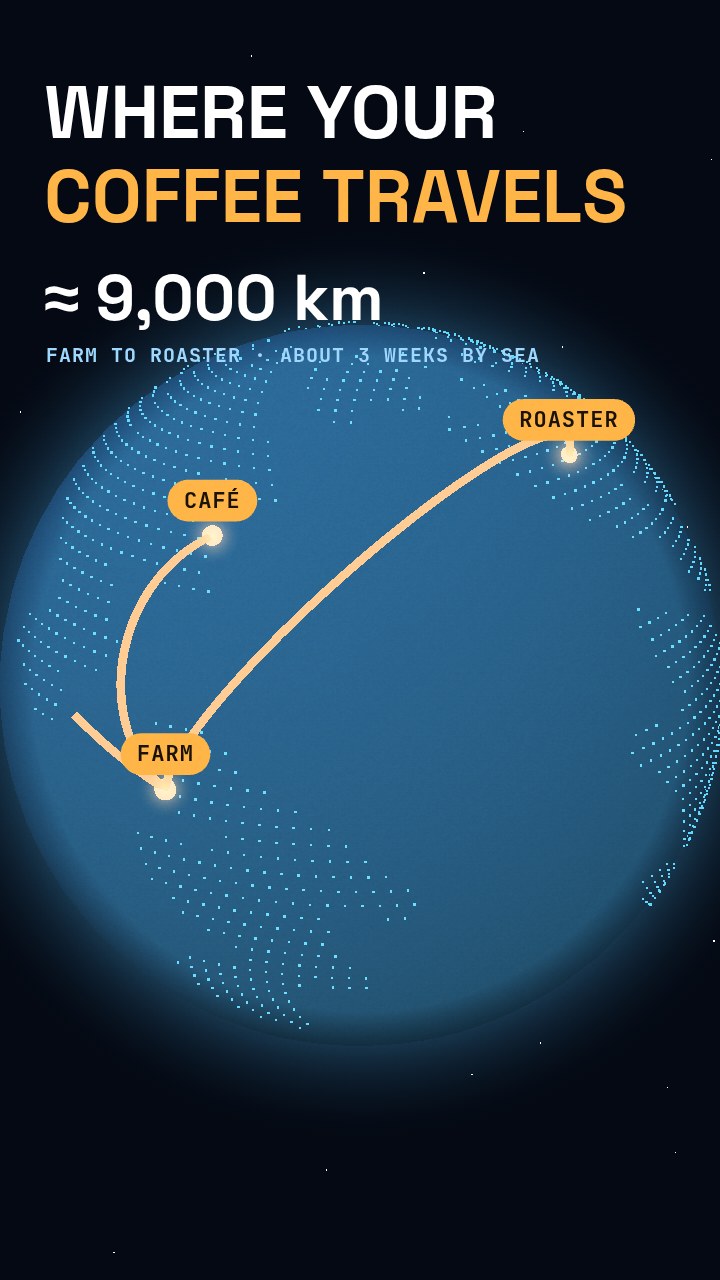 WHERE YOUR
COFFEE TRAVELS
≈ 9,000 km
FARM TO ROASTER · ABOUT 3 WEEKS BY SEA
ROASTER
CAFÉ
FARM